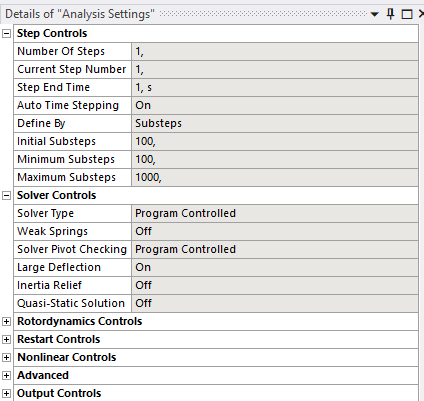 Details of "Analysis Settings"
Step Controls
Number Of Steps 1,
Current Step Number 1,
Step End Time 1, s
Auto Time Stepping On
Define By Substeps
Initial Substeps 100,
Minimum Substeps 100,
Maximum Substeps 1000,
Solver Controls
Solver Type Program Controlled
Weak Springs Off
Solver Pivot Checking Program Controlled
Large Deflection On
Inertia Relief Off
Quasi-Static Solution Off
Rotordynamics Controls
Restart Controls
Nonlinear Controls
Advanced
Output Controls